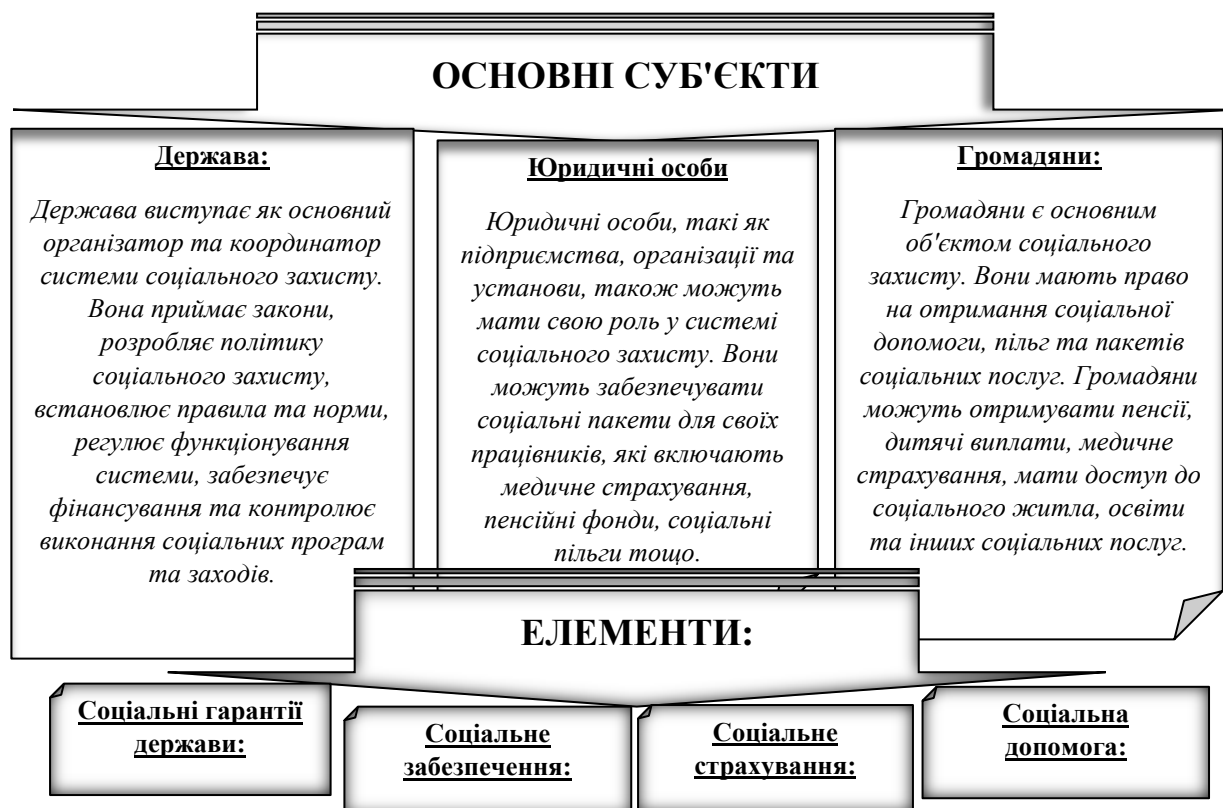 ОСНОВНІ СУБ'ЄКТИ
Держава:
Держава виступає як основний
організатор та координатор
системи соціального захисту.
Вона приймає закони,
розробляє політику
соціального захисту,
встановлює правила та норми,
регулює функціонування
системи, забезпечує
фінансування та контролює
виконання соціальних програм
та заходів.
Юридичні особи
Юридичні особи, такі як
підприємства, організації та
установи, також можуть
мати свою роль у системі
соціального захисту. Вони
можуть забезпечувати
соціальні пакети для своїх
працівників, які включають
медичне страхування,
пенсійні фонди, соціальні
пільги тощо.
Громадяни:
Громадяни є основним
об'єктом соціального
захисту. Вони мають право
на отримання соціальної
допомоги, пільг та пакетів
соціальних послуг. Громадяни
можуть отримувати пенсії,
дитячі виплати, медичне
страхування, мати доступ до
соціального житла, освіти
та інших соціальних послуг.
ЕЛЕМЕНТИ:
Соціальні гарантії
держави:
Соціальне
забезпечення:
Соціальне
страхування:
Соціальна
допомога: